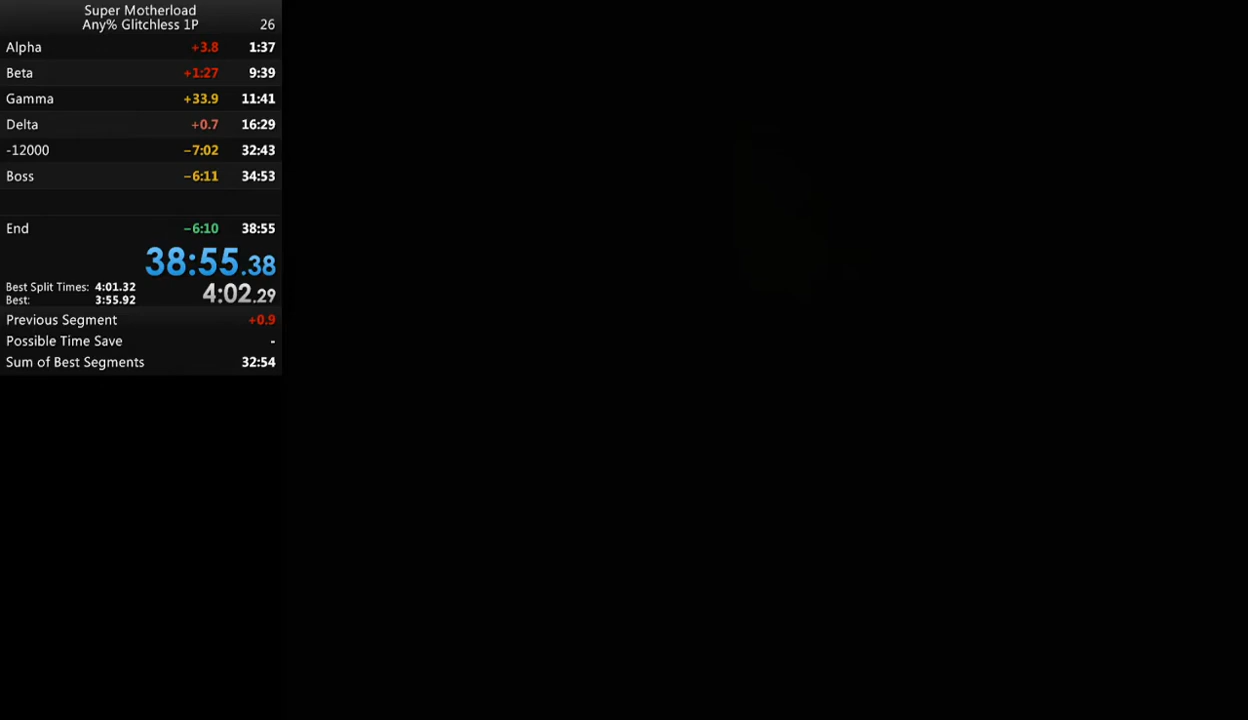 Super Motherload
Any% Glitchless 1P 26
Alpha +3.8 1:37
Beta +1:27 9:39
Gamma +33.9 11:41
Delta +0.7 16:29
-12000 −7:02 32:43
Boss −6:11 34:53
End −6:10 38:55
38:55.38
Best Split Times: 4:01.32
Best: 3:55.92
4:02.29
Previous Segment +0.9
Possible Time Save -
Sum of Best Segments 32:54